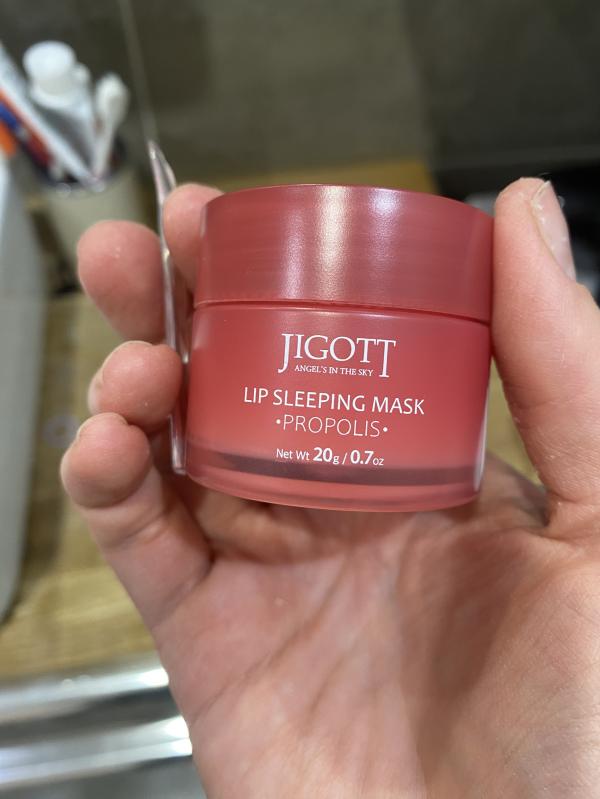 JIGOTT
ANGEL'S IN THE SKY
LIP SLEEPING MASK
•PROPOLIS•
Net Wt 20g / 0.7oz